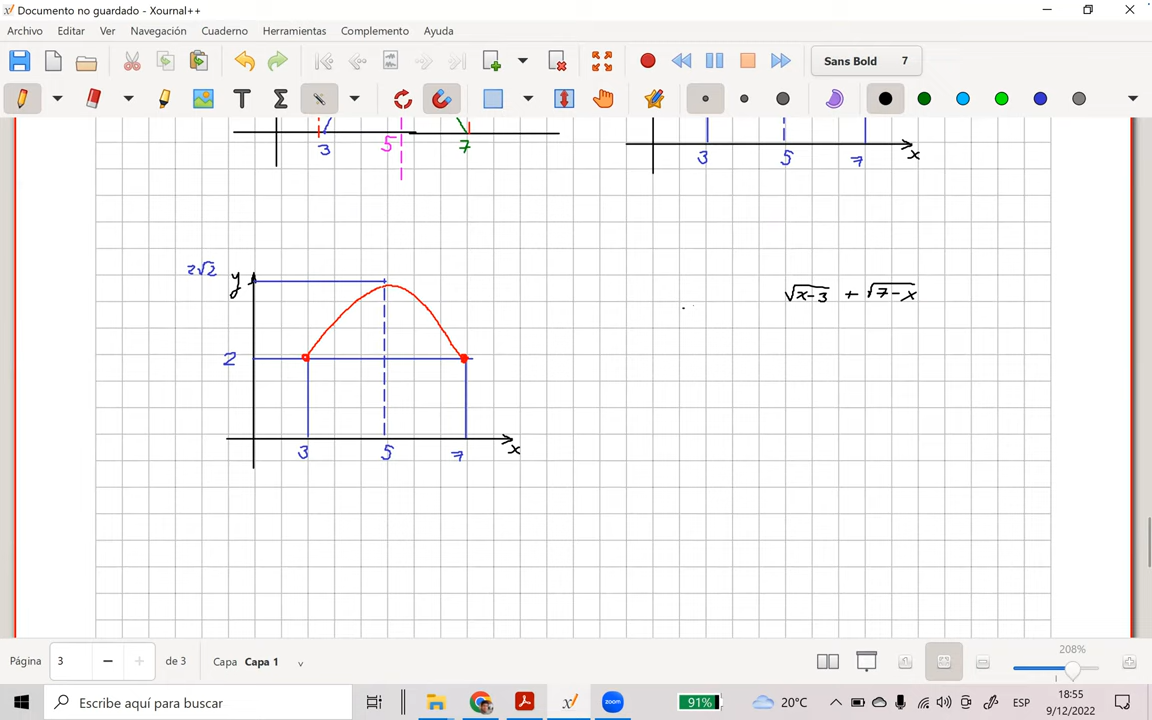 Documento no guardado - Xournal++
Archivo Editar Ver Navegación Cuaderno Herramientas Complemento Ayuda
Sans Bold 7
3 5 7
3 5 7 x
2√2 y
√x-3 + √7-x
2
3 5 7 x
Página 3 de 3 Capa Capa 1 208%
Escribe aquí para buscar 91% 20°C ESP 18:55
9/12/2022